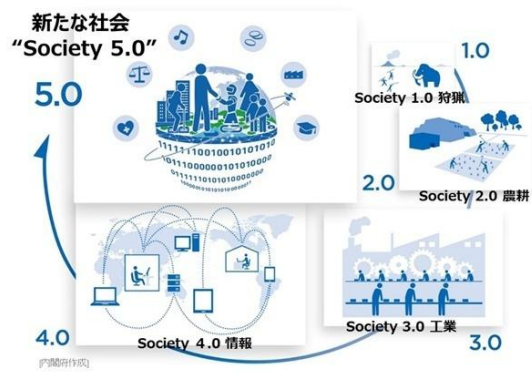 新たな社会
“Society 5.0”
5.0
1.0
Society 1.0 狩猟
2.0
Society 2.0 農耕
Society 3.0 工業
3.0
Society 4.0 情報
4.0
[内閣府作成]